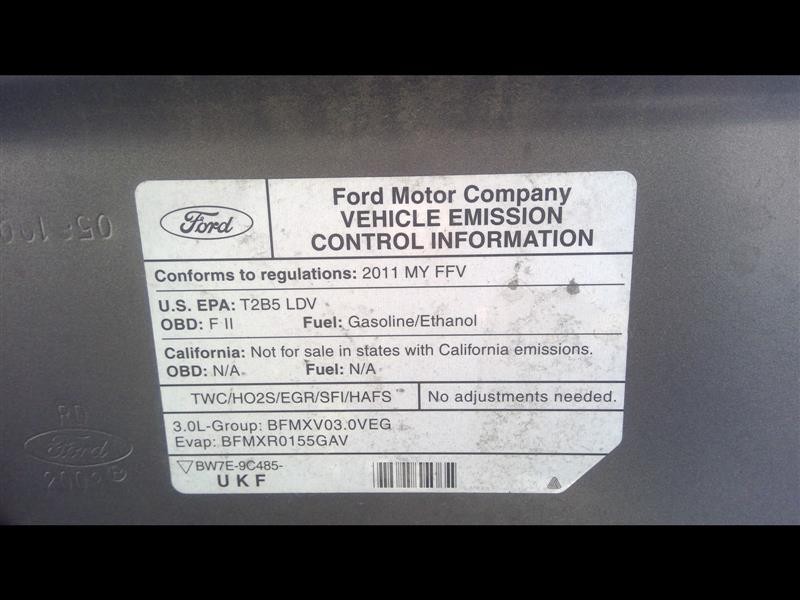 Ford
Ford Motor Company
VEHICLE EMISSION
CONTROL INFORMATION
Conforms to regulations: 2011 MY FFV
U.S. EPA: T2B5 LDV
OBD: F II Fuel: Gasoline/Ethanol
California: Not for sale in states with California emissions.
OBD: N/A Fuel: N/A
TWC/HO2S/EGR/SFI/HAFS No adjustments needed.
3.0L-Group: BFMXV03.0VEG
Evap: BFMXR0155GAV
BW7E-9C485-
U K F
Ford